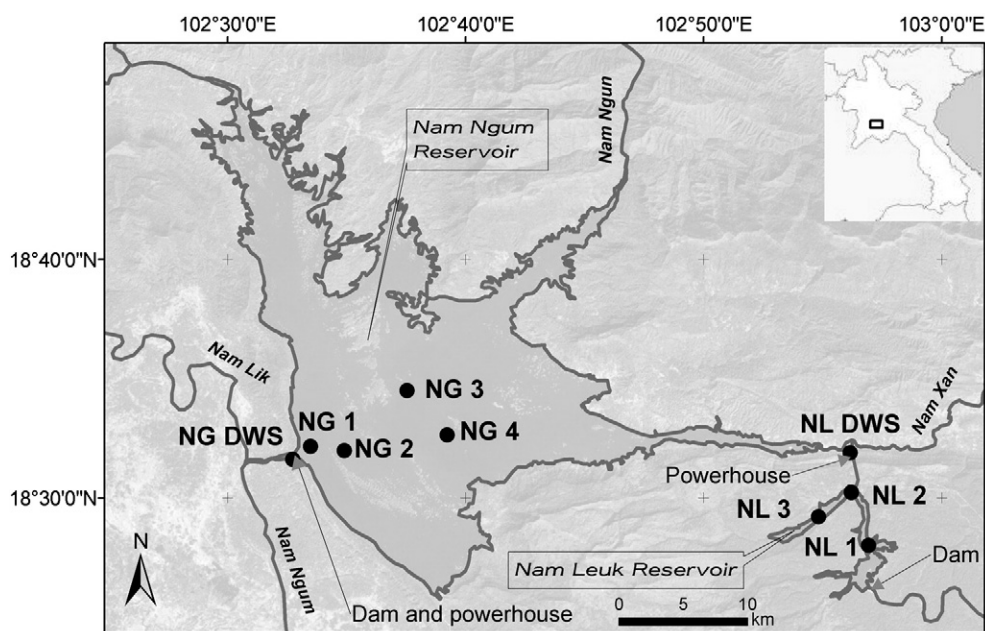 102°30'0"E
102°40'0"E
102°50'0"E
103°0'0"E
Nam Ngum
Reservoir
Nam Ngun
18°40'0"N
Nam Lik
Nam Xan
NG 3
NG 1
NG DWS
NG 2
NG 4
NL DWS
Powerhouse
18°30'0"N
NL 3
NL 2
NL 1
N
Nam Ngum
Nam Leuk Reservoir
Dam
Dam and powerhouse
0 5 10
km